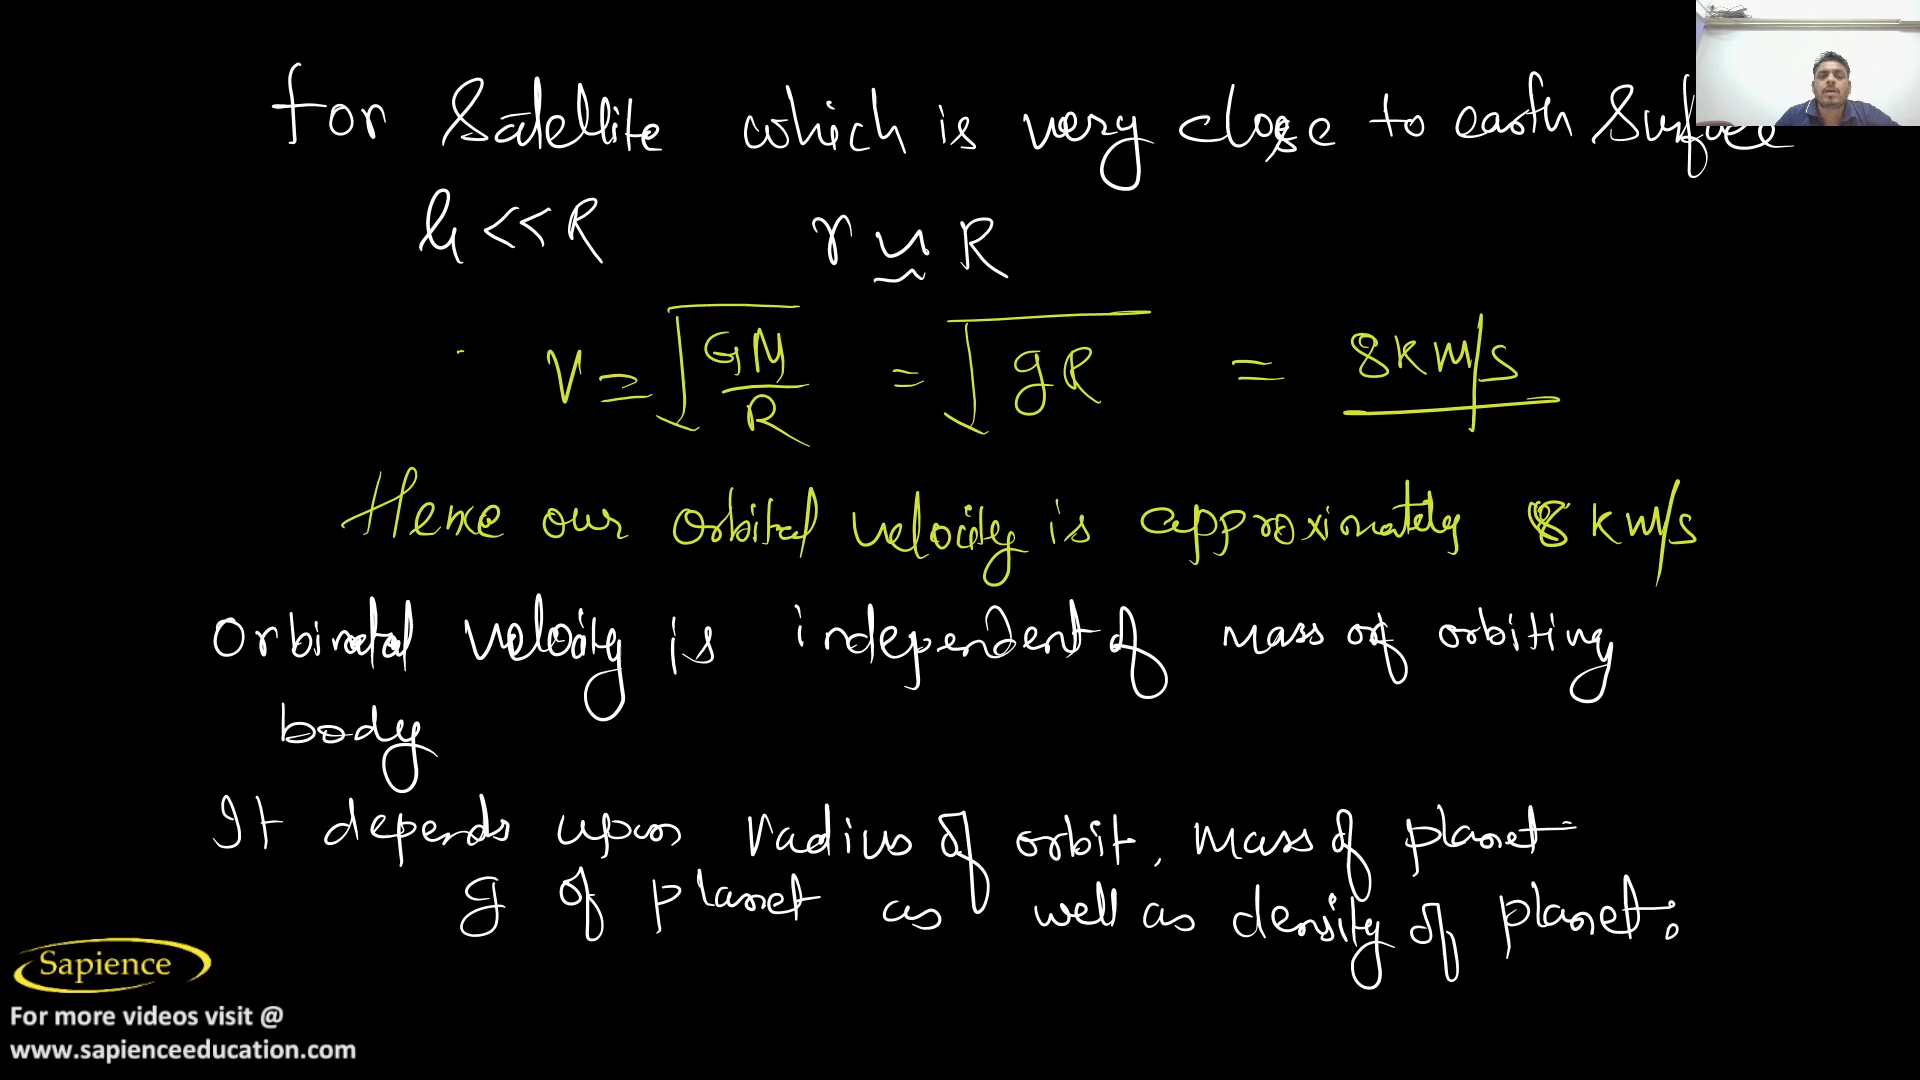 For Satellite which is very close to earth Surface
h << R r ≃ R
V = √(GM/R) = √(gR) = 8 km/s
Hence our orbital velocity is approximately 8 km/s
Orbinatal velocity is independent of mass of orbiting
body
It depends upon radius of orbit, mass of planet
g of planet as well as density of planet.
Sapience
For more videos visit @
www.sapienceeducation.com